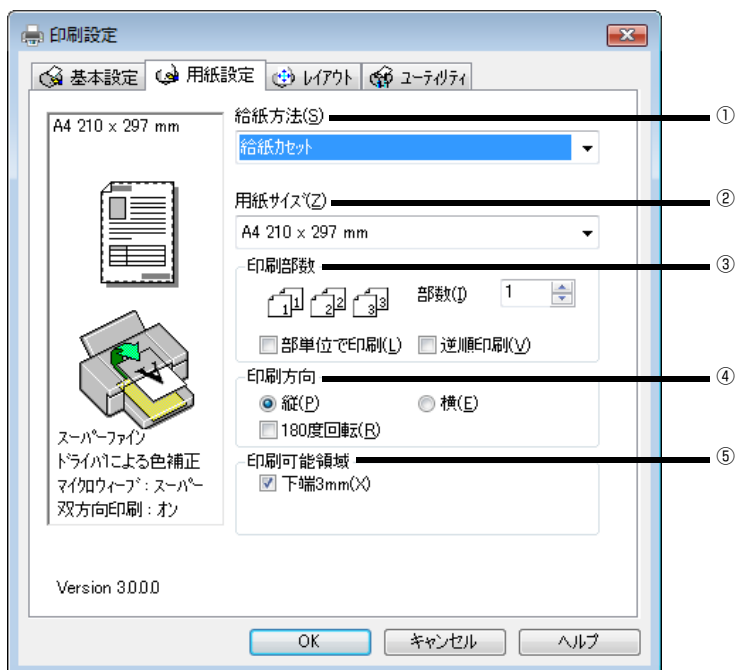 印刷設定
基本設定 用紙設定 レイアウト ユーティリティ
A4 210 x 297 mm
スーパーファイン
ドライバによる色補正
マイクロウィーブ：スーパー
双方向印刷：オン
Version 3.0.0.0
給紙方法(S) ①
給紙カセット
用紙サイズ(Z) ②
A4 210 x 297 mm
印刷部数 ③
1 1 2 2 3 3 部数(I) 1
部単位で印刷(L) 逆順印刷(V)
印刷方向 ④
縦(P) 横(E)
180度回転(R)
印刷可能領域 ⑤
下端3mm(X)
OK キャンセル ヘルプ